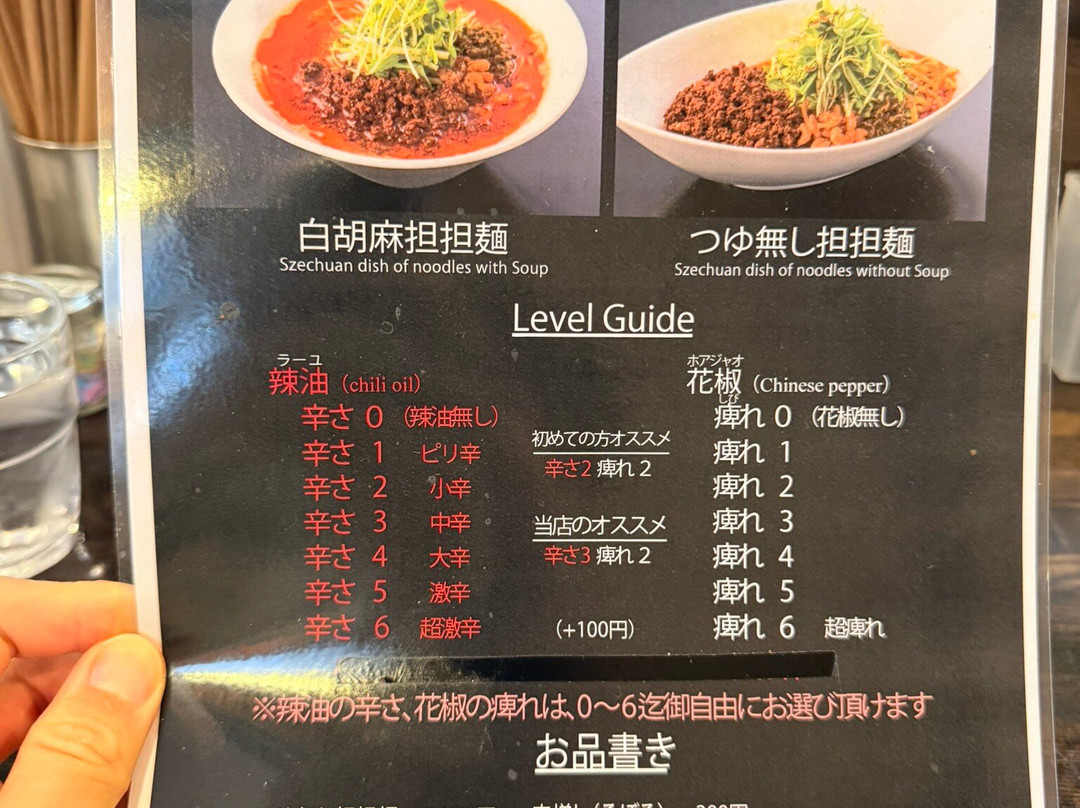 白胡麻担担麺
Szechuan dish of noodles with Soup
つゆ無し担担麺
Szechuan dish of noodles without Soup
Level Guide
ラーユ
辣油 (chili oil)
辛さ 0 (辣油無し)
辛さ 1 ピリ辛
辛さ 2 小辛
辛さ 3 中辛
辛さ 4 大辛
辛さ 5 激辛
辛さ 6 超激辛
初めての方オススメ
辛さ2 痺れ 2
当店のオススメ
辛さ3 痺れ 2
(+100円)
ホアジャオ
花椒 (Chinese pepper)
しび
痺れ 0 (花椒無し)
痺れ 1
痺れ 2
痺れ 3
痺れ 4
痺れ 5
痺れ 6 超痺れ
※辣油の辛さ、花椒の痺れは、0〜6迄御自由にお選び頂けます
お品書き